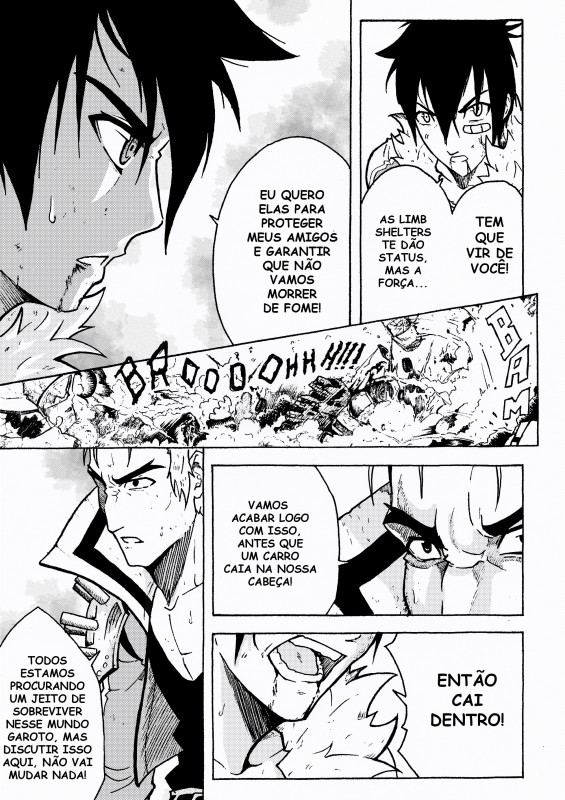 EU QUERO
ELAS PARA
PROTEGER
MEUS AMIGOS
E GARANTIR
QUE NÃO
VAMOS
MORRER
DE FOME!
AS LIMB
SHELTERS
TE DÃO
STATUS,
MAS A
FORÇA...
TEM
QUE
VIR DE
VOCÊ!
BROOOOOHHH!!!!
BAM
VAMOS
ACABAR LOGO
COM ISSO,
ANTES QUE
UM CARRO
CAIA NA NOSSA
CABEÇA!
TODOS
ESTAMOS
PROCURANDO
UM JEITO DE
SOBREVIVER
NESSE MUNDO
GAROTO, MAS
DISCUTIR ISSO
AQUI, NÃO VAI
MUDAR NADA!
ENTÃO
CAI
DENTRO!